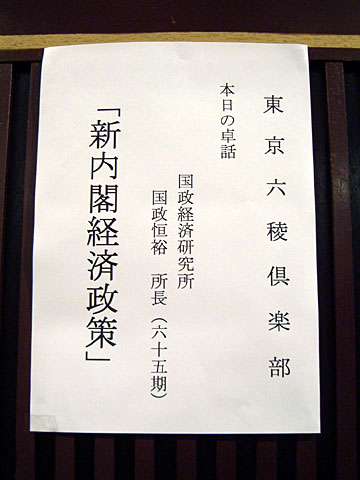 東京六稜倶楽部
本日の卓話
国政経済研究所
国政恒裕 所長（六十五期）
「新内閣経済政策」